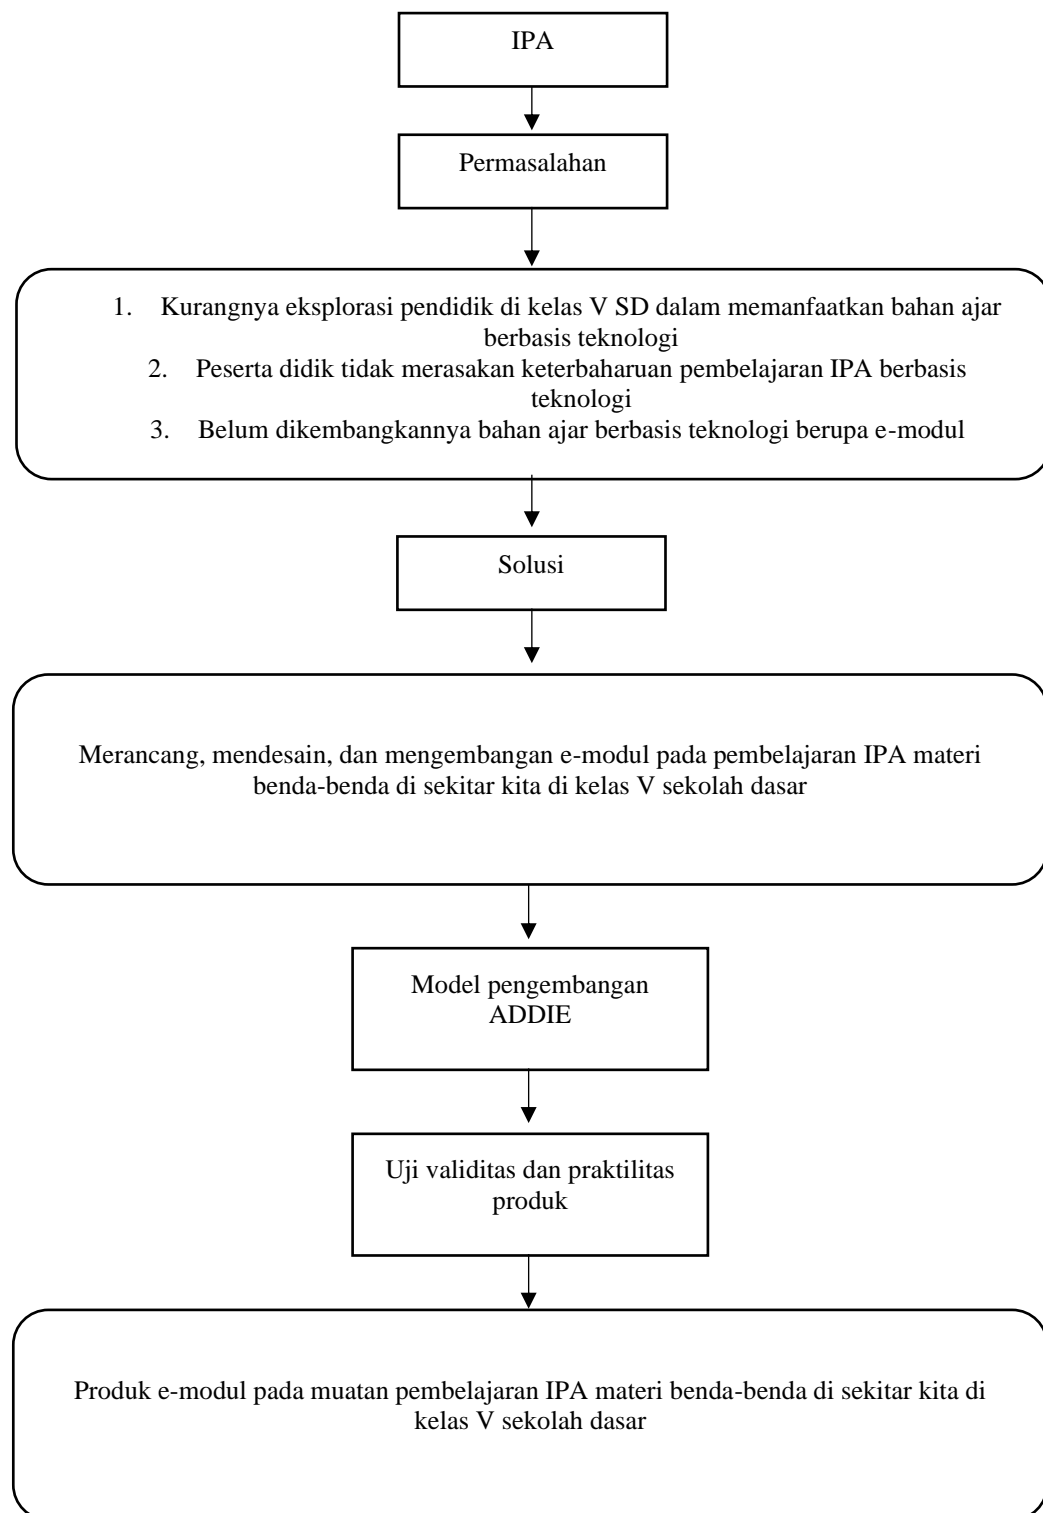 IPA
Permasalahan
1. Kurangnya eksplorasi pendidik di kelas V SD dalam memanfaatkan bahan ajar
berbasis teknologi
2. Peserta didik tidak merasakan keterbaharuan pembelajaran IPA berbasis
teknologi
3. Belum dikembangkannya bahan ajar berbasis teknologi berupa e-modul
Solusi
Merancang, mendesain, dan mengembangan e-modul pada pembelajaran IPA materi
benda-benda di sekitar kita di kelas V sekolah dasar
Model pengembangan
ADDIE
Uji validitas dan praktilitas
produk
Produk e-modul pada muatan pembelajaran IPA materi benda-benda di sekitar kita di
kelas V sekolah dasar